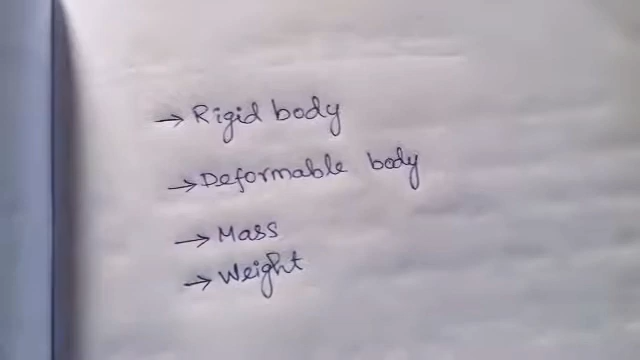 → Rigid body
→ Deformable body
→ Mass
→ Weight